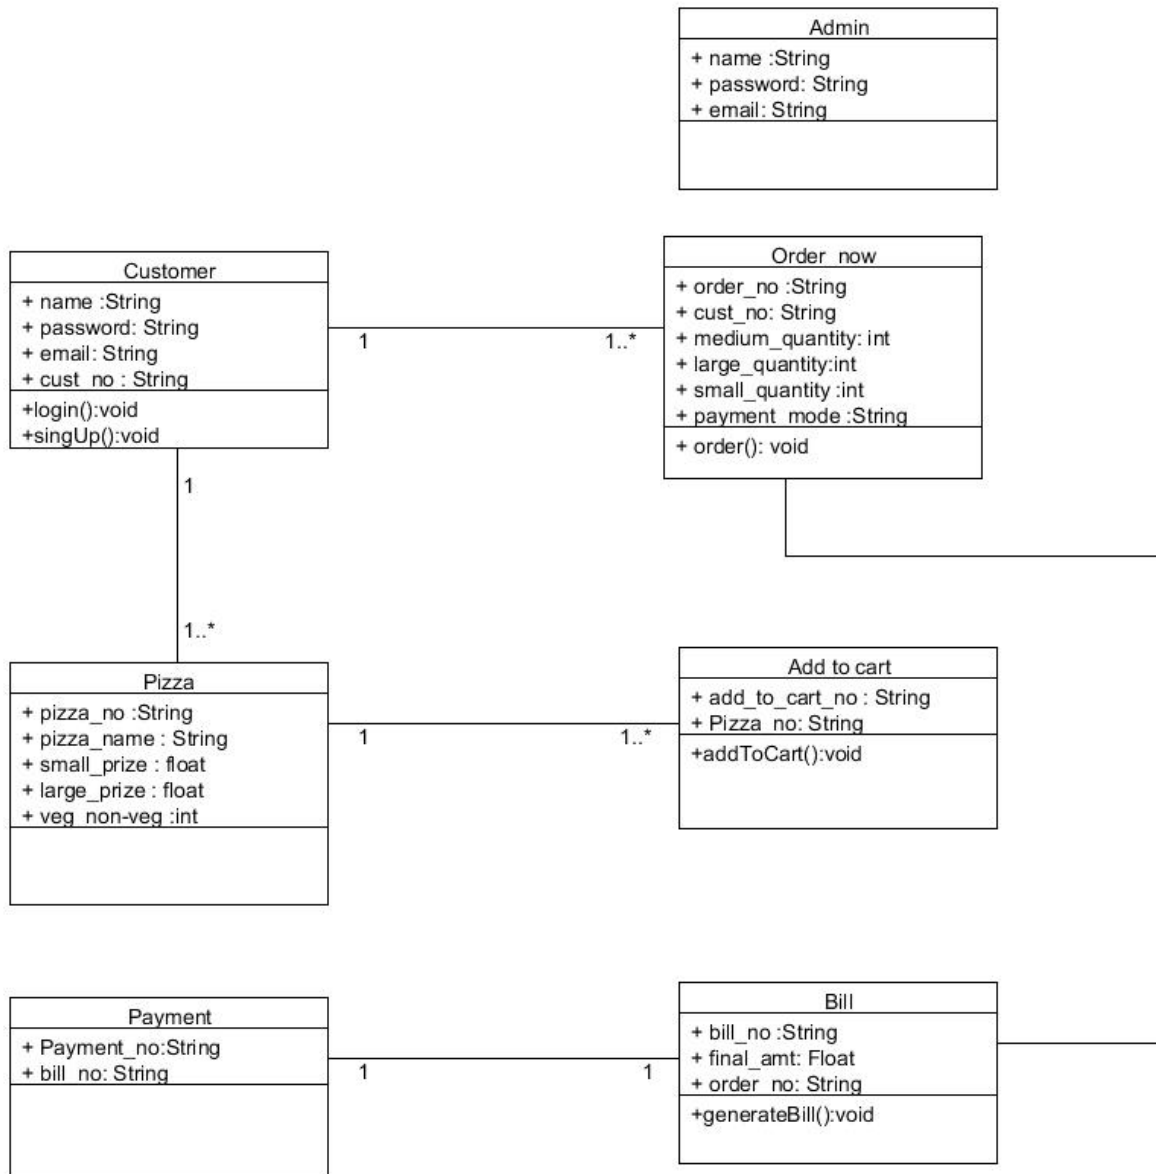 Admin
+ name :String
+ password: String
+ email: String
Customer
+ name :String
+ password: String
+ email: String
+ cust_no : String
+login():void
+singUp():void
1
1..*
Order_now
+ order_no :String
+ cust_no: String
+ medium_quantity: int
+ large_quantity:int
+ small_quantity :int
+ payment_mode :String
+ order(): void
1
1..*
Pizza
+ pizza_no :String
+ pizza_name : String
+ small_prize : float
+ large_prize : float
+ veg_non-veg :int
1
1..*
Add to cart
+ add_to_cart_no : String
+ Pizza_no: String
+addToCart():void
Payment
+ Payment_no:String
+ bill_no: String
1
1
Bill
+ bill_no :String
+ final_amt: Float
+ order_no: String
+generateBill():void